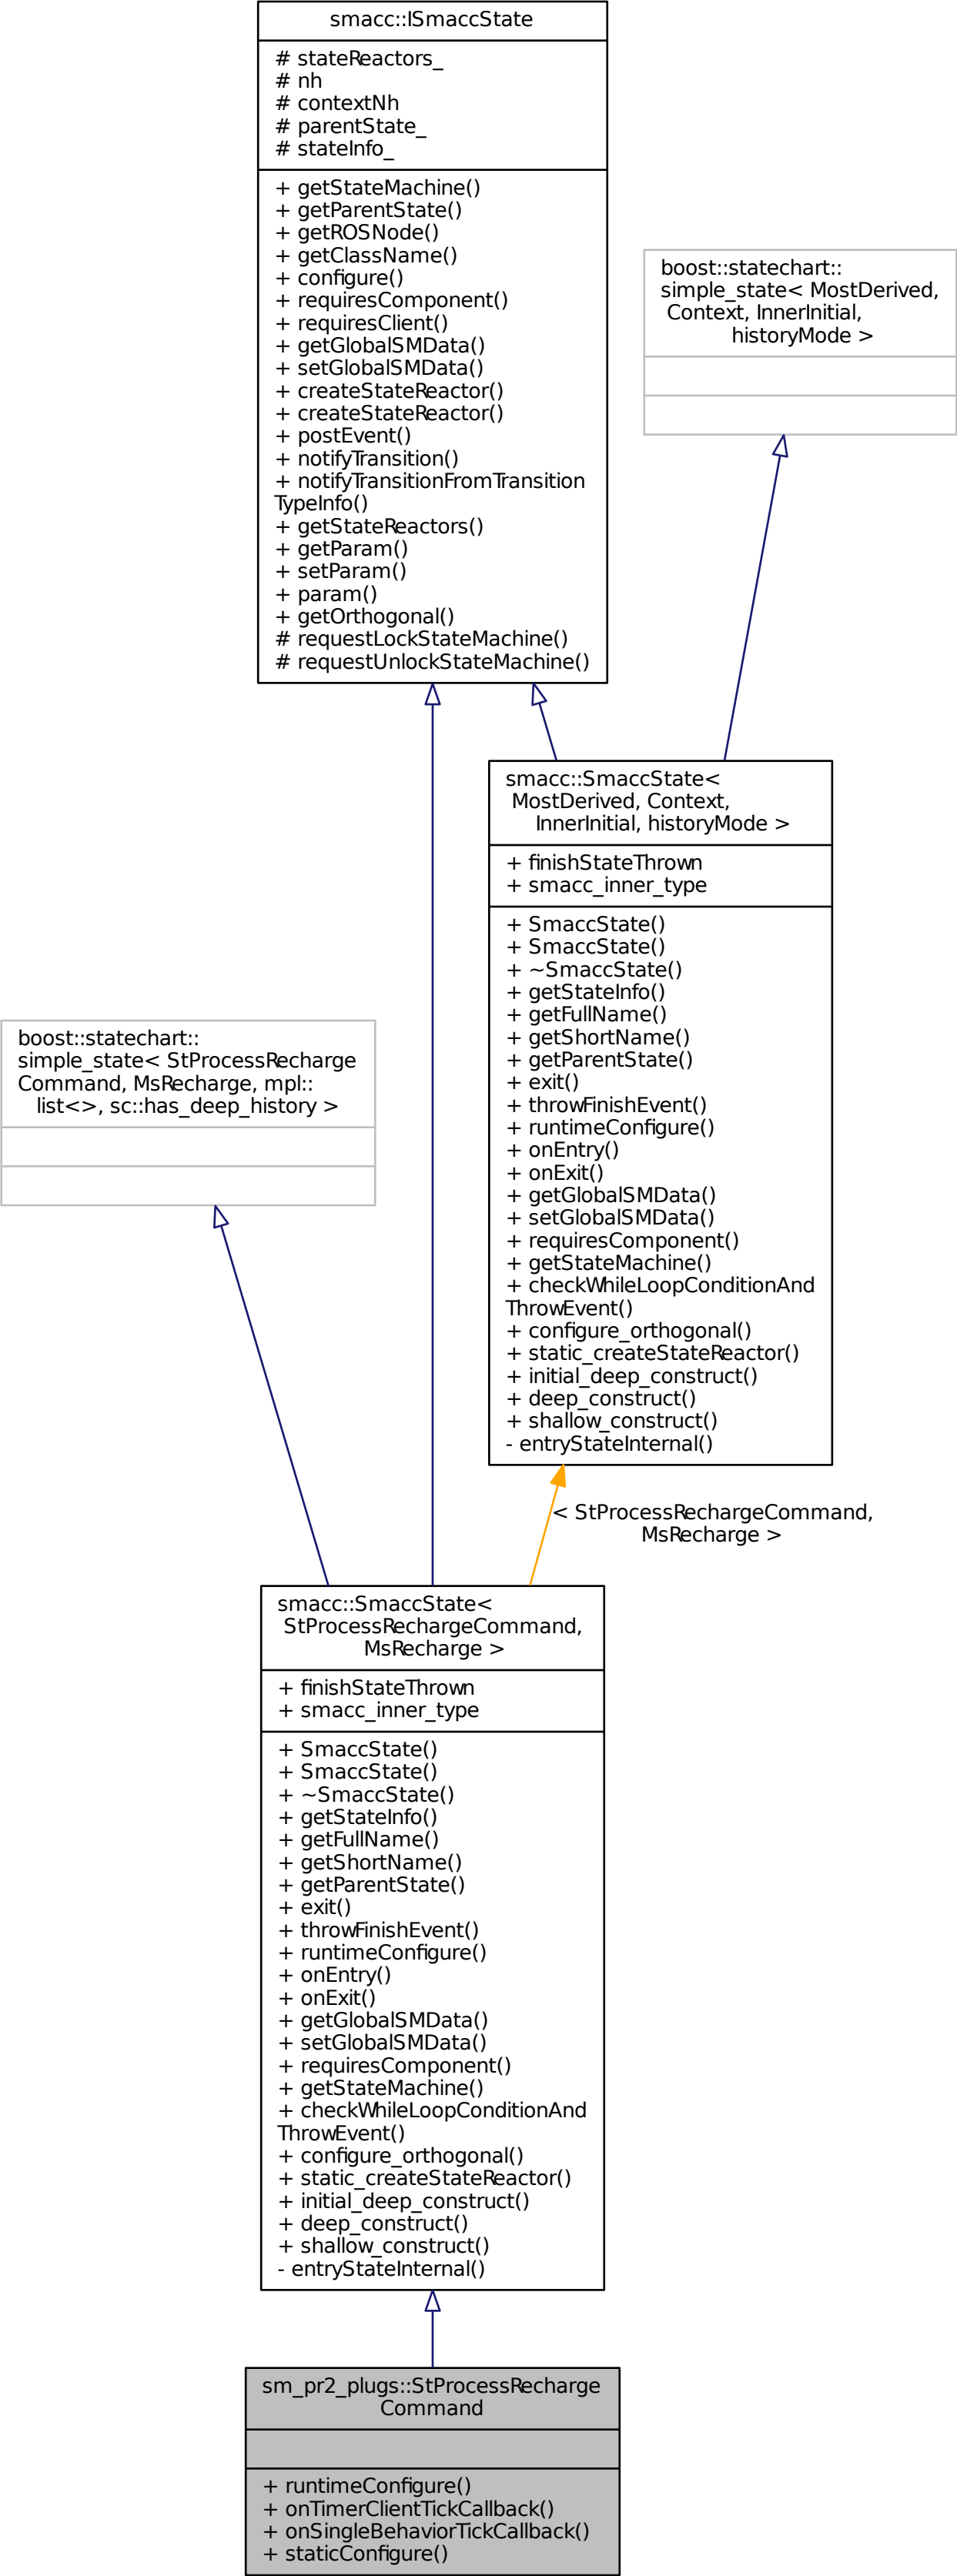 smacc::ISmaccState
# stateReactors_
# nh
# contextNh
# parentState_
# stateInfo_
+ getStateMachine()
+ getParentState()
+ getROSNode()
+ getClassName()
+ configure()
+ requiresComponent()
+ requiresClient()
+ getGlobalSMData()
+ setGlobalSMData()
+ createStateReactor()
+ createStateReactor()
+ postEvent()
+ notifyTransition()
+ notifyTransitionFromTransition
TypeInfo()
+ getStateReactors()
+ getParam()
+ setParam()
+ param()
+ getOrthogonal()
# requestLockStateMachine()
# requestUnlockStateMachine()
boost::statechart::
simple_state< MostDerived,
Context, InnerInitial,
historyMode >
smacc::SmaccState<
MostDerived, Context,
InnerInitial, historyMode >
+ finishStateThrown
+ smacc_inner_type
+ SmaccState()
+ SmaccState()
+ ~SmaccState()
+ getStateInfo()
+ getFullName()
+ getShortName()
+ getParentState()
+ exit()
+ throwFinishEvent()
+ runtimeConfigure()
+ onEntry()
+ onExit()
+ getGlobalSMData()
+ setGlobalSMData()
+ requiresComponent()
+ getStateMachine()
+ checkWhileLoopConditionAnd
ThrowEvent()
+ configure_orthogonal()
+ static_createStateReactor()
+ initial_deep_construct()
+ deep_construct()
+ shallow_construct()
- entryStateInternal()
boost::statechart::
simple_state< StProcessRecharge
Command, MsRecharge, mpl::
list<>, sc::has_deep_history >
< StProcessRechargeCommand,
MsRecharge >
smacc::SmaccState<
StProcessRechargeCommand,
MsRecharge >
+ finishStateThrown
+ smacc_inner_type
+ SmaccState()
+ SmaccState()
+ ~SmaccState()
+ getStateInfo()
+ getFullName()
+ getShortName()
+ getParentState()
+ exit()
+ throwFinishEvent()
+ runtimeConfigure()
+ onEntry()
+ onExit()
+ getGlobalSMData()
+ setGlobalSMData()
+ requiresComponent()
+ getStateMachine()
+ checkWhileLoopConditionAnd
ThrowEvent()
+ configure_orthogonal()
+ static_createStateReactor()
+ initial_deep_construct()
+ deep_construct()
+ shallow_construct()
- entryStateInternal()
sm_pr2_plugs::StProcessRecharge
Command
+ runtimeConfigure()
+ onTimerClientTickCallback()
+ onSingleBehaviorTickCallback()
+ staticConfigure()